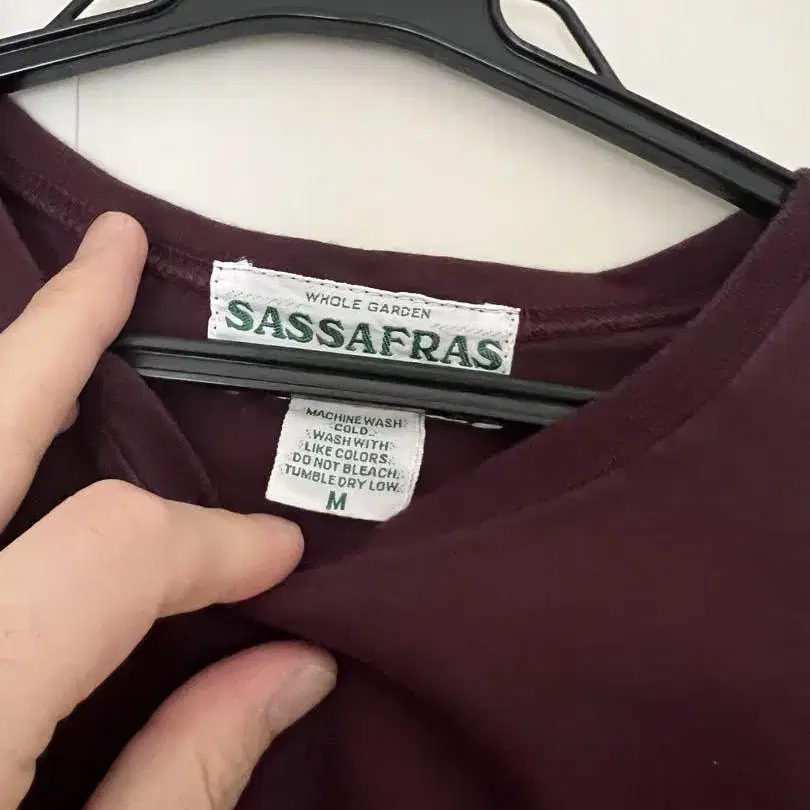 WHOLE GARDEN
SASSAFRAS
MACHINE WASH
COLD.
WASH WITH
LIKE COLORS.
DO NOT BLEACH.
TUMBLE DRY LOW.
M